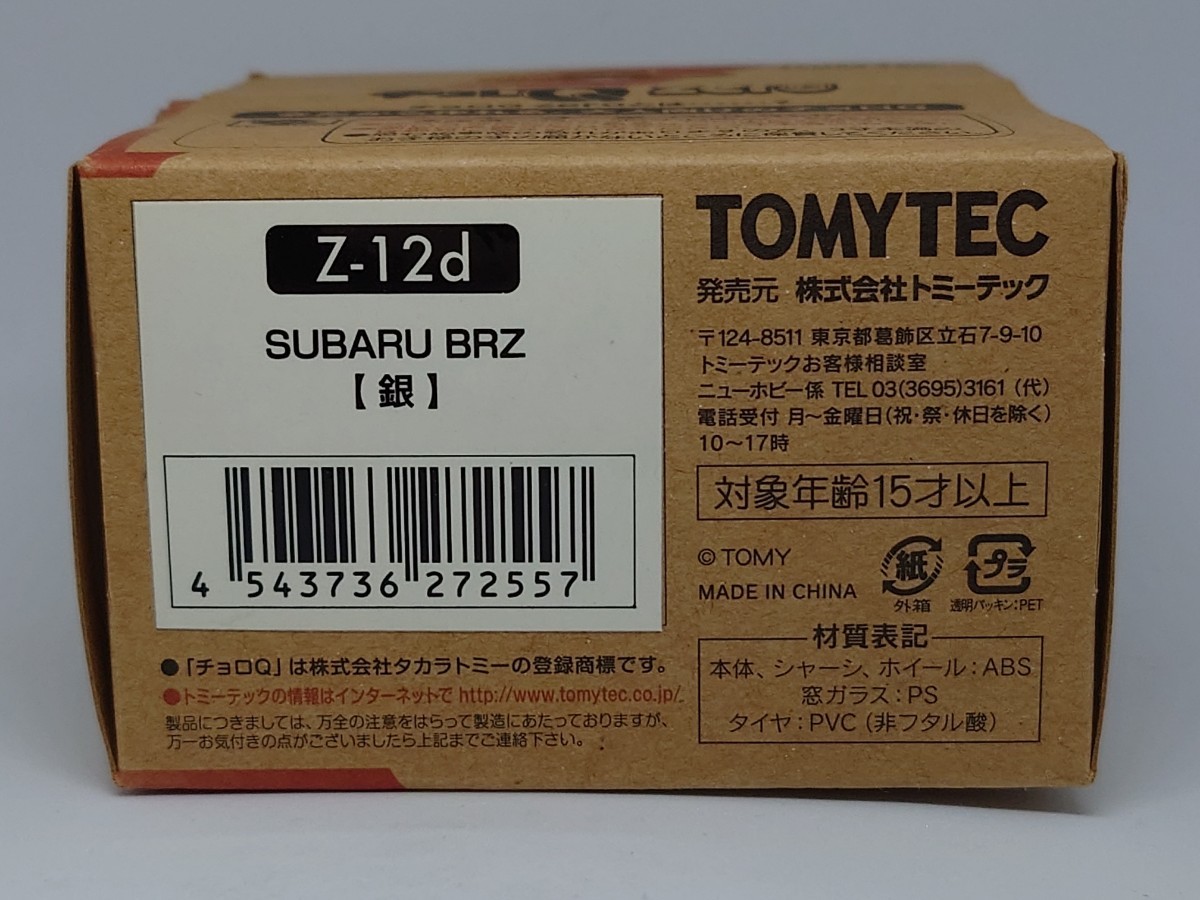 Z-12d
SUBARU BRZ
【銀】
4 543736 272557
TOMYTEC
発売元 株式会社トミーテック
〒124-8511 東京都葛飾区立石7-9-10
トミーテックお客様相談室
ニューホビー係 TEL 03(3695)3161 (代)
電話受付 月～金曜日(祝・祭・休日を除く)
10～17時
対象年齢15才以上
© TOMY
MADE IN CHINA
紙
外箱
プラ
透明パッキン:PET
材質表記
本体、シャーシ、ホイール:ABS
窓ガラス:PS
タイヤ:PVC (非フタル酸)
●「チョロQ」は株式会社タカラトミーの登録商標です。
●トミーテックの情報はインターネットで http://www.tomytec.co.jp/
製品につきましては、万全の注意をはらって製造にあたっておりますが、
万一お気付きの点がございましたら上記までご連絡下さい。